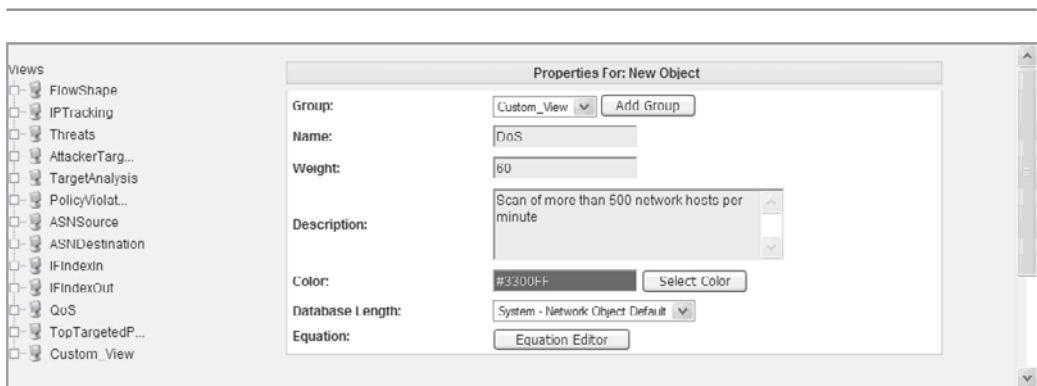 Views
FlowShape
IPTracking
Threats
AttackerTarg...
TargetAnalysis
PolicyViolat...
ASNSource
ASNDestination
IFIndexIn
IFIndexOut
QoS
TopTargetedP...
Custom_View
Properties For: New Object
Group: Custom_View Add Group
Name: DoS
Weight: 60
Description: Scan of more than 500 network hosts per
minute
Color: #3300FF Select Color
Database Length: System - Network Object Default
Equation: Equation Editor